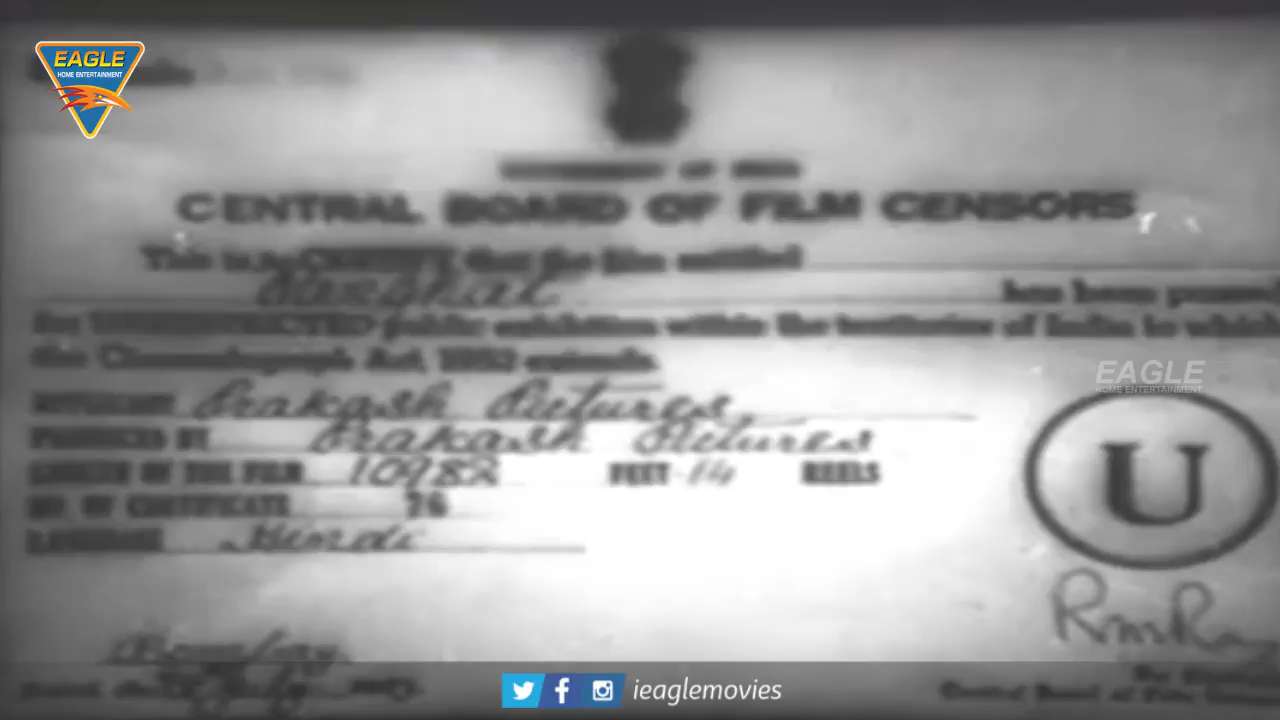 EAGLE
HOME ENTERTAINMENT
CENTRAL BOARD OF FILM CENSORS
This is to CERTIFY that the film entitled
has been passed
for UNRESTRICTED public exhibition within the territories of India to which
the Cinematograph Act, 1952 extends.
APPLICANT Prakash Pictures
PRODUCED BY Prakash Pictures
LENGTH OF THE FILM 10982 FEET 14 REELS
NO. OF CERTIFICATE 76
LANGUAGE Hindi
EAGLE
HOME ENTERTAINMENT
U
Bombay
Central Board of Film Censors
ieaglemovies